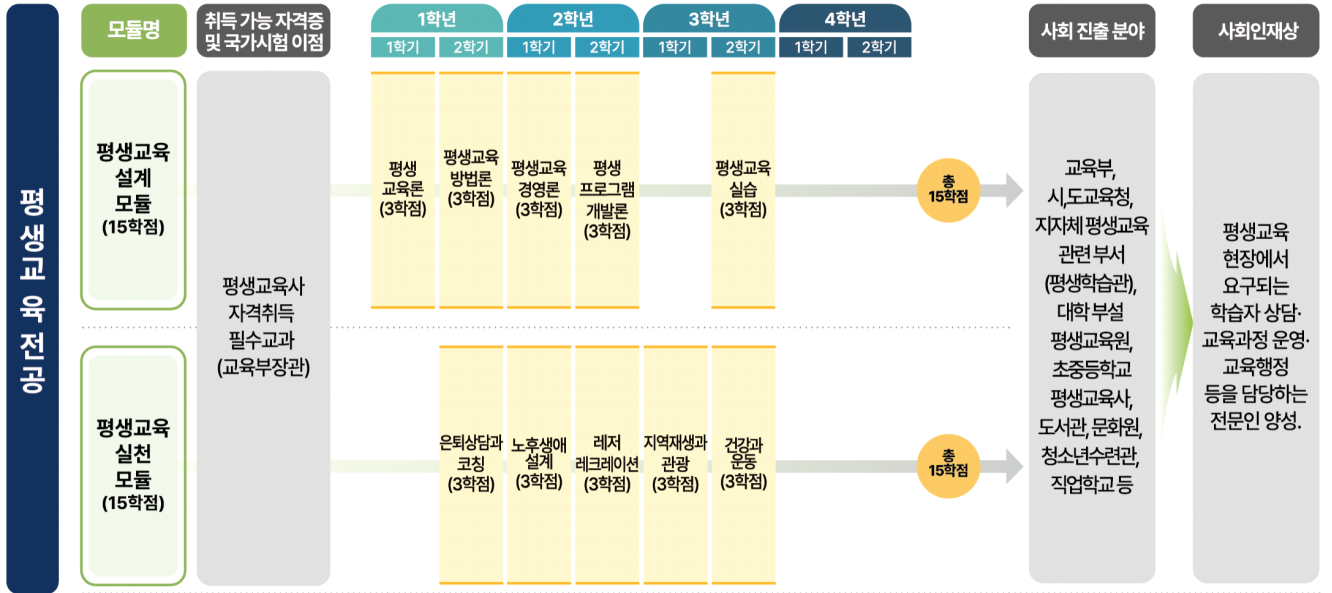 평생교육전공
모듈명
취득 가능 자격증
및 국가시험 이점
1학년
2학년
3학년
4학년
1학기
2학기
1학기
2학기
1학기
2학기
1학기
2학기
사회 진출 분야
사회인재상
평생교육
설계
모듈
(15학점)
평생교육사
자격취득
필수교과
(교육부장관)
평생
교육론
(3학점)
평생교육
방법론
(3학점)
평생교육
경영론
(3학점)
평생
프로그램
개발론
(3학점)
평생교육
실습
(3학점)
총
15학점
평생교육
실천
모듈
(15학점)
은퇴상담과
코칭
(3학점)
노후생애
설계
(3학점)
레저
레크레이션
(3학점)
지역재생과
관광
(3학점)
건강과
운동
(3학점)
총
15학점
교육부,
시,도교육청,
지자체 평생교육
관련 부서
(평생학습관),
대학 부설
평생교육원,
초중등학교
평생교육사,
도서관, 문화원,
청소년수련관,
직업학교 등
평생교육
현장에서
요구되는
학습자 상담·
교육과정 운영·
교육행정
등을 담당하는
전문인 양성.